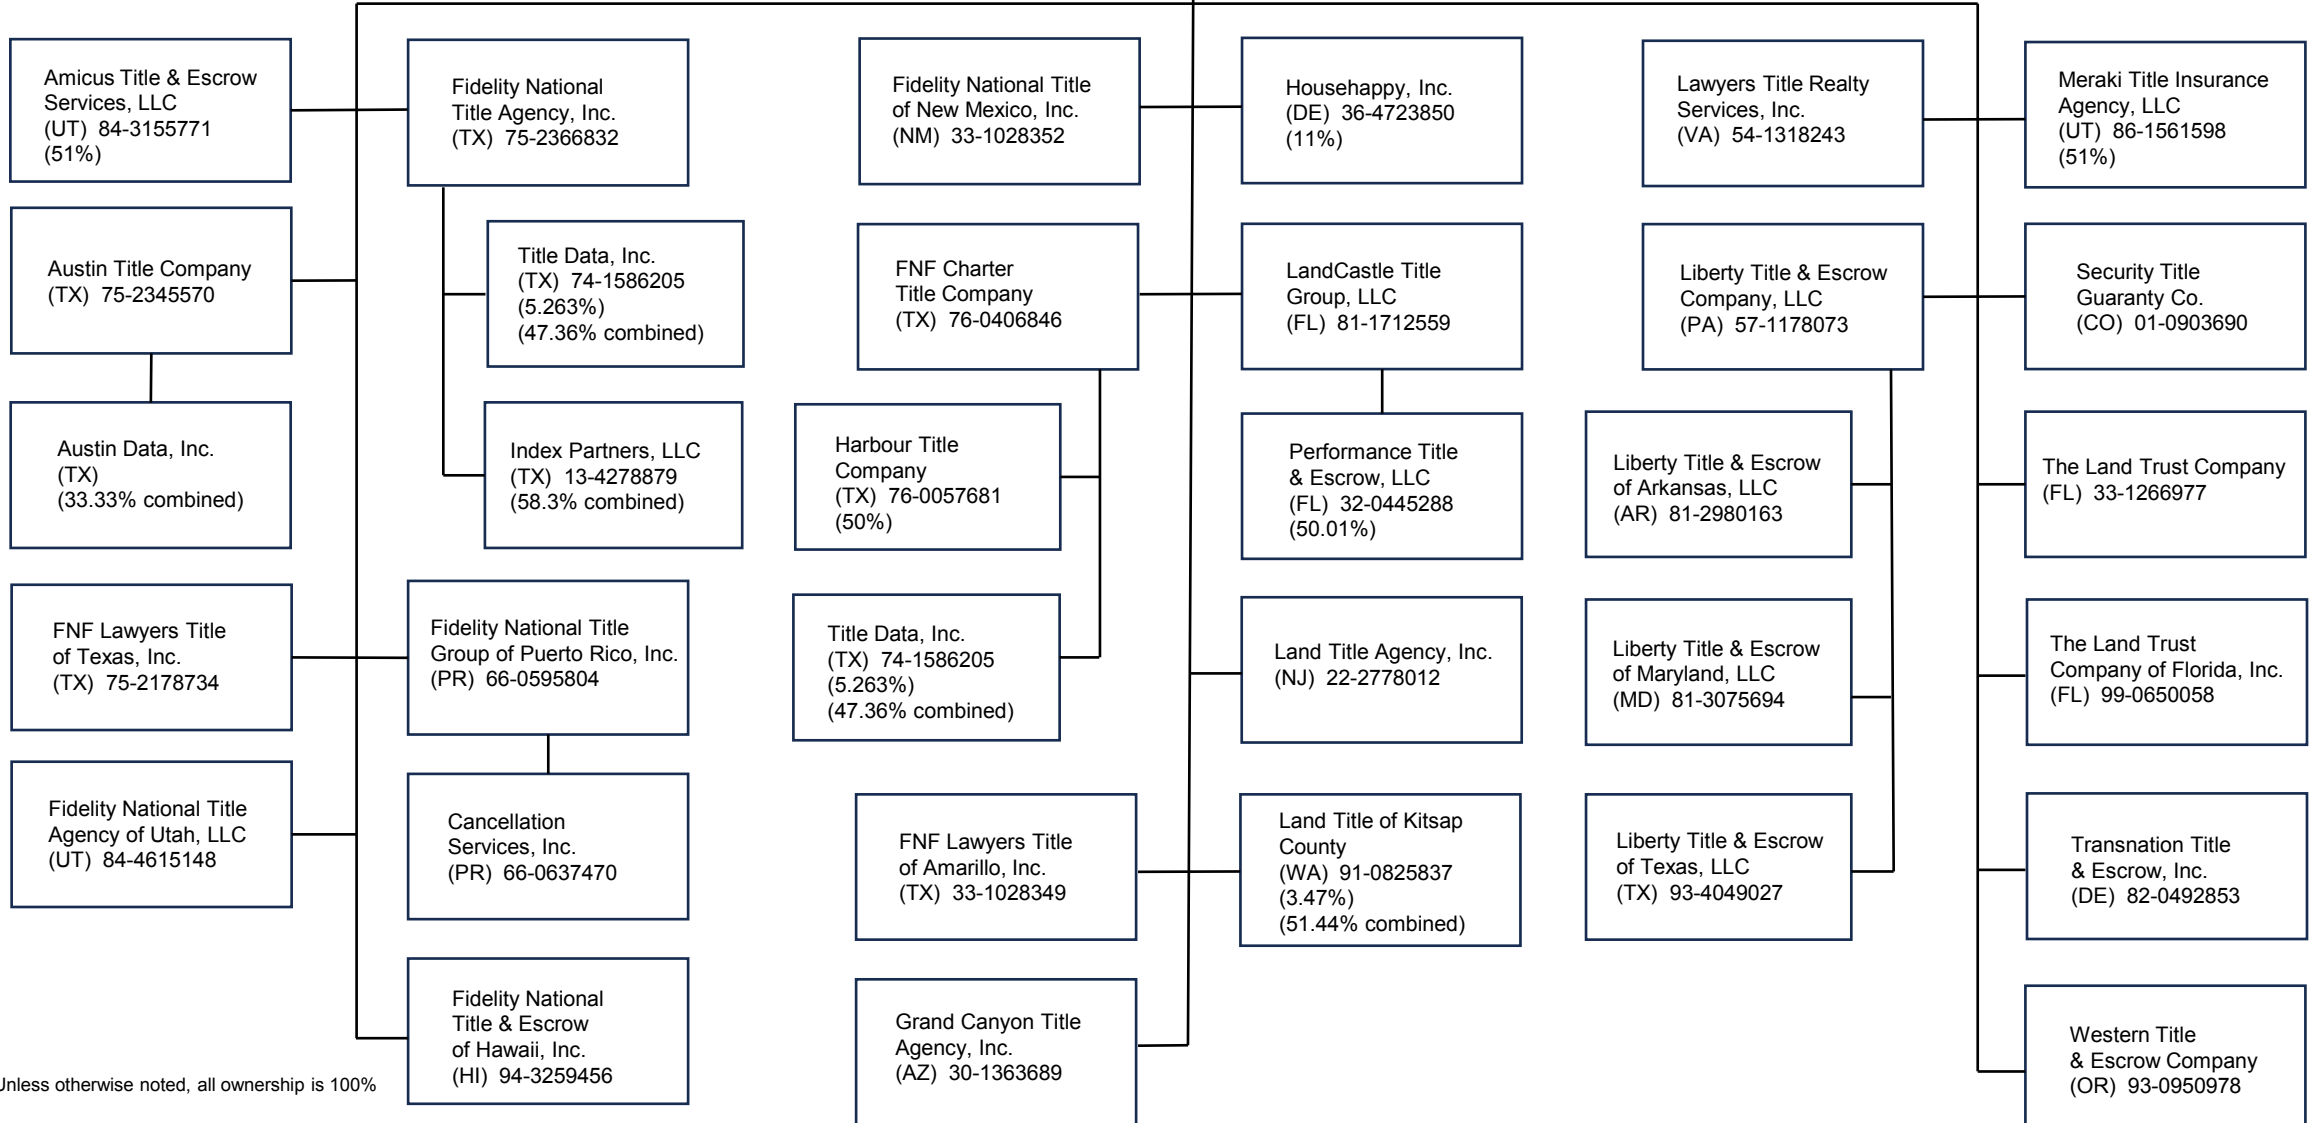 Amicus Title & Escrow
Services, LLC
(UT) 84-3155771
(51%)
Fidelity National
Title Agency, Inc.
(TX) 75-2366832
Fidelity National Title
of New Mexico, Inc.
(NM) 33-1028352
Househappy, Inc.
(DE) 36-4723850
(11%)
Lawyers Title Realty
Services, Inc.
(VA) 54-1318243
Meraki Title Insurance
Agency, LLC
(UT) 86-1561598
(51%)
Austin Title Company
(TX) 75-2345570
Title Data, Inc.
(TX) 74-1586205
(5.263%)
(47.36% combined)
FNF Charter
Title Company
(TX) 76-0406846
LandCastle Title
Group, LLC
(FL) 81-1712559
Liberty Title & Escrow
Company, LLC
(PA) 57-1178073
Security Title
Guaranty Co.
(CO) 01-0903690
Austin Data, Inc.
(TX)
(33.33% combined)
Index Partners, LLC
(TX) 13-4278879
(58.3% combined)
Harbour Title
Company
(TX) 76-0057681
(50%)
Performance Title
& Escrow, LLC
(FL) 32-0445288
(50.01%)
Liberty Title & Escrow
of Arkansas, LLC
(AR) 81-2980163
The Land Trust Company
(FL) 33-1266977
FNF Lawyers Title
of Texas, Inc.
(TX) 75-2178734
Fidelity National Title
Group of Puerto Rico, Inc.
(PR) 66-0595804
Title Data, Inc.
(TX) 74-1586205
(5.263%)
(47.36% combined)
Land Title Agency, Inc.
(NJ) 22-2778012
Liberty Title & Escrow
of Maryland, LLC
(MD) 81-3075694
The Land Trust
Company of Florida, Inc.
(FL) 99-0650058
Fidelity National Title
Agency of Utah, LLC
(UT) 84-4615148
Cancellation
Services, Inc.
(PR) 66-0637470
FNF Lawyers Title
of Amarillo, Inc.
(TX) 33-1028349
Land Title of Kitsap
County
(WA) 91-0825837
(3.47%)
(51.44% combined)
Liberty Title & Escrow
of Texas, LLC
(TX) 93-4049027
Transnation Title
& Escrow, Inc.
(DE) 82-0492853
Fidelity National
Title & Escrow
of Hawaii, Inc.
(HI) 94-3259456
Grand Canyon Title
Agency, Inc.
(AZ) 30-1363689
Western Title
& Escrow Company
(OR) 93-0950978
Unless otherwise noted, all ownership is 100%